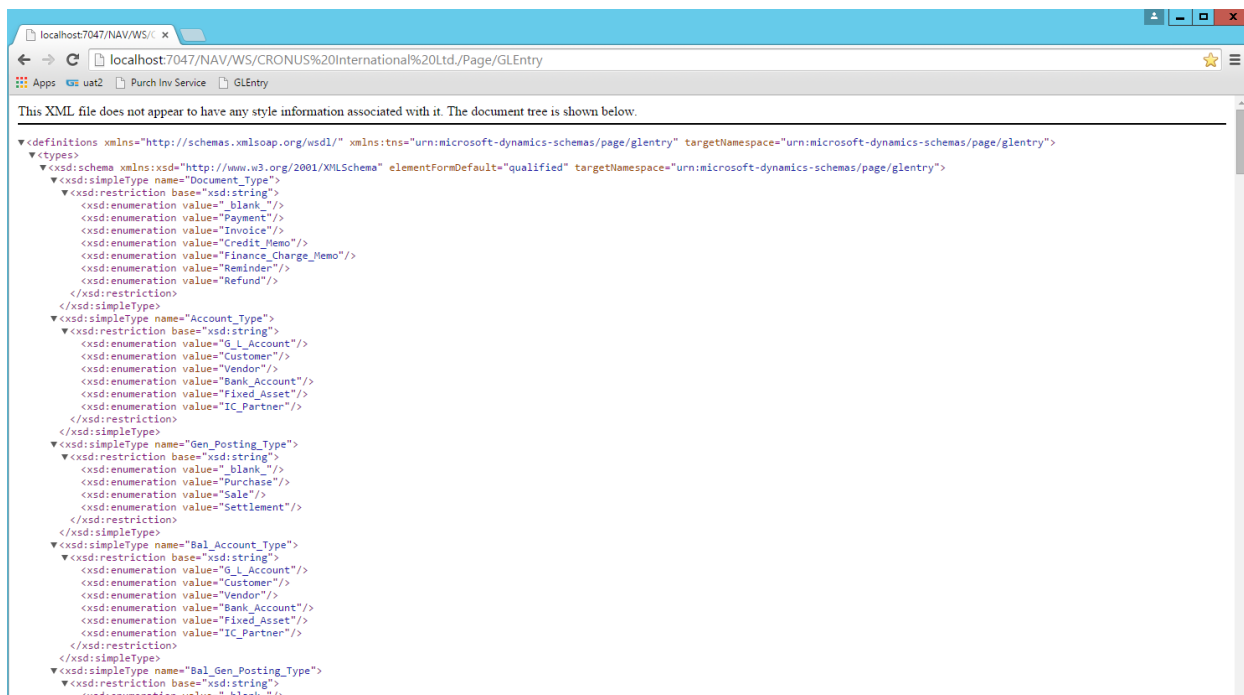 localhost:7047/NAV/WS/C
localhost:7047/NAV/WS/CRONUS%20International%20Ltd./Page/GLEntry
Apps GE uat2 Purch Inv Service GLEntry
This XML file does not appear to have any style information associated with it. The document tree is shown below.
▼<definitions xmlns="http://schemas.xmlsoap.org/wsdl/" xmlns:tns="urn:microsoft-dynamics-schemas/page/glentry" targetNamespace="urn:microsoft-dynamics-schemas/page/glentry">
▼<types>
▼<xsd:schema xmlns:xsd="http://www.w3.org/2001/XMLSchema" elementFormDefault="qualified" targetNamespace="urn:microsoft-dynamics-schemas/page/glentry">
▼<xsd:simpleType name="Document_Type">
▼<xsd:restriction base="xsd:string">
<xsd:enumeration value="_blank_"/>
<xsd:enumeration value="Payment"/>
<xsd:enumeration value="Invoice"/>
<xsd:enumeration value="Credit_Memo"/>
<xsd:enumeration value="Finance_Charge_Memo"/>
<xsd:enumeration value="Reminder"/>
<xsd:enumeration value="Refund"/>
</xsd:restriction>
</xsd:simpleType>
▼<xsd:simpleType name="Account_Type">
▼<xsd:restriction base="xsd:string">
<xsd:enumeration value="G_L_Account"/>
<xsd:enumeration value="Customer"/>
<xsd:enumeration value="Vendor"/>
<xsd:enumeration value="Bank_Account"/>
<xsd:enumeration value="Fixed_Asset"/>
<xsd:enumeration value="IC_Partner"/>
</xsd:restriction>
</xsd:simpleType>
▼<xsd:simpleType name="Gen_Posting_Type">
▼<xsd:restriction base="xsd:string">
<xsd:enumeration value="_blank_"/>
<xsd:enumeration value="Purchase"/>
<xsd:enumeration value="Sale"/>
<xsd:enumeration value="Settlement"/>
</xsd:restriction>
</xsd:simpleType>
▼<xsd:simpleType name="Bal_Account_Type">
▼<xsd:restriction base="xsd:string">
<xsd:enumeration value="G_L_Account"/>
<xsd:enumeration value="Customer"/>
<xsd:enumeration value="Vendor"/>
<xsd:enumeration value="Bank_Account"/>
<xsd:enumeration value="Fixed_Asset"/>
<xsd:enumeration value="IC_Partner"/>
</xsd:restriction>
</xsd:simpleType>
▼<xsd:simpleType name="Bal_Gen_Posting_Type">
▼<xsd:restriction base="xsd:string">
<xsd:enumeration value="_blank_"/>